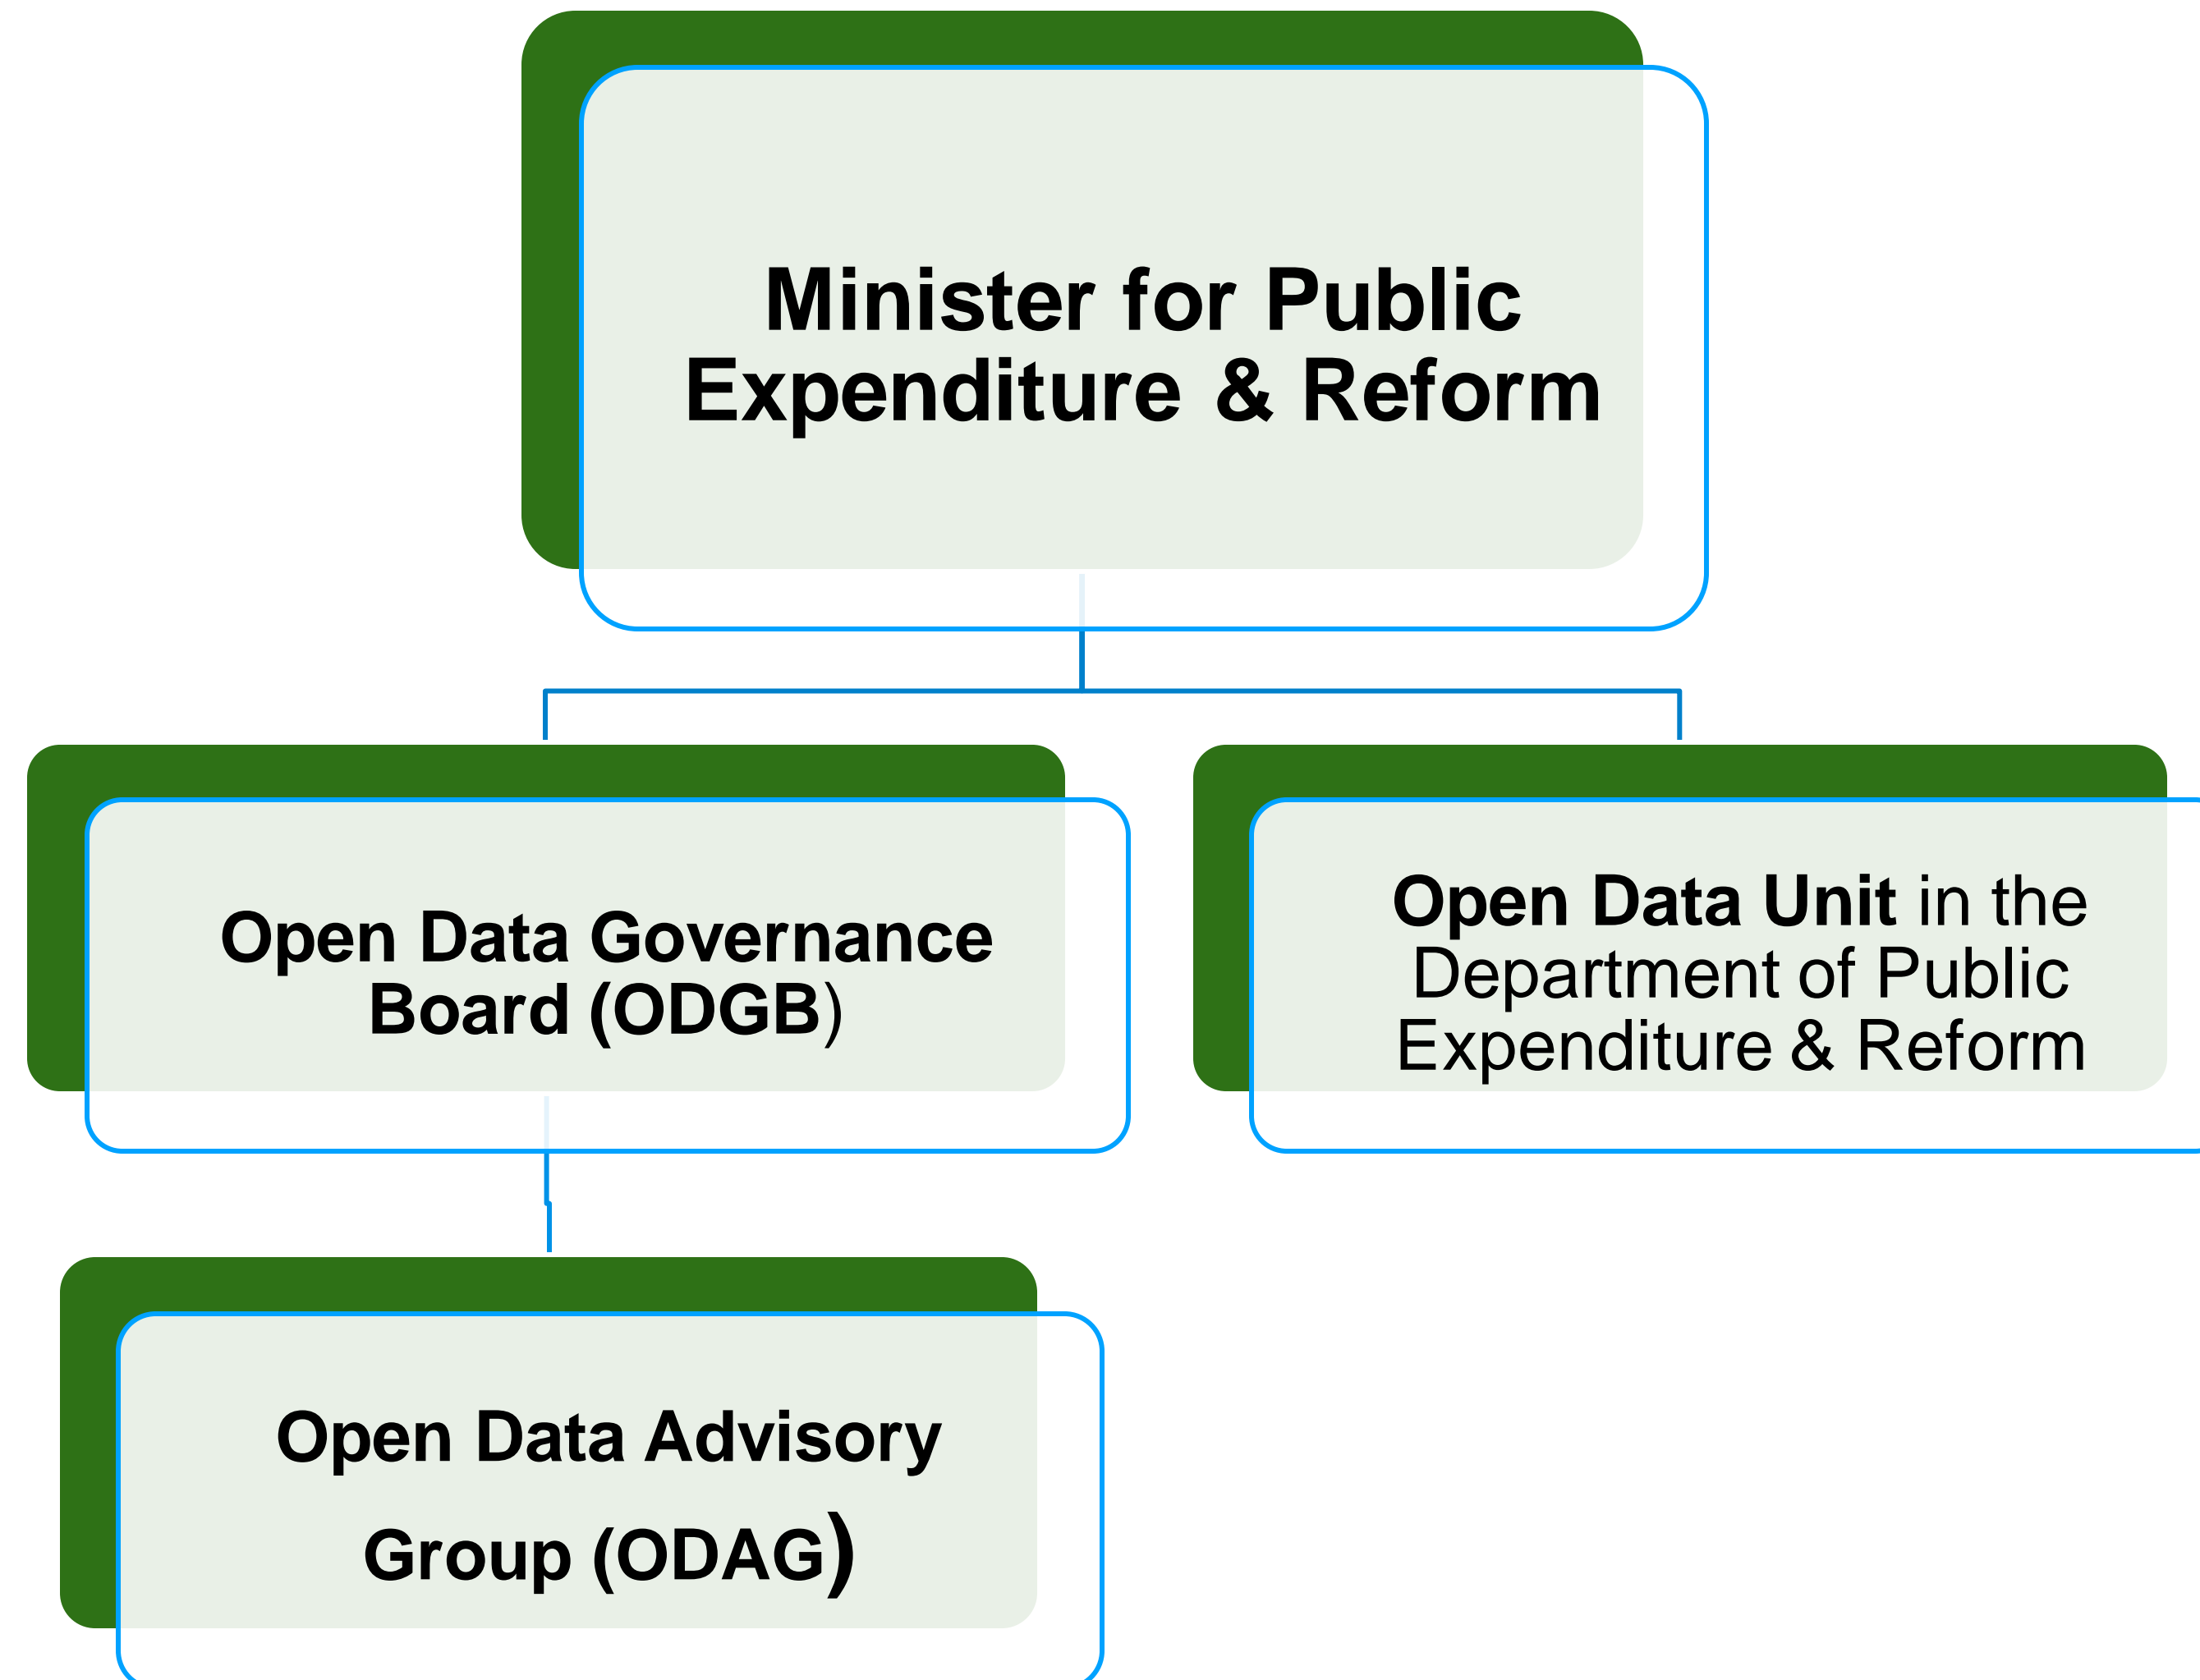 Minister for Public
Expenditure & Reform
Open Data Governance
Board (ODGB)
Open Data Unit in the
Department of Public
Expenditure & Reform
Open Data Advisory
Group (ODAG)